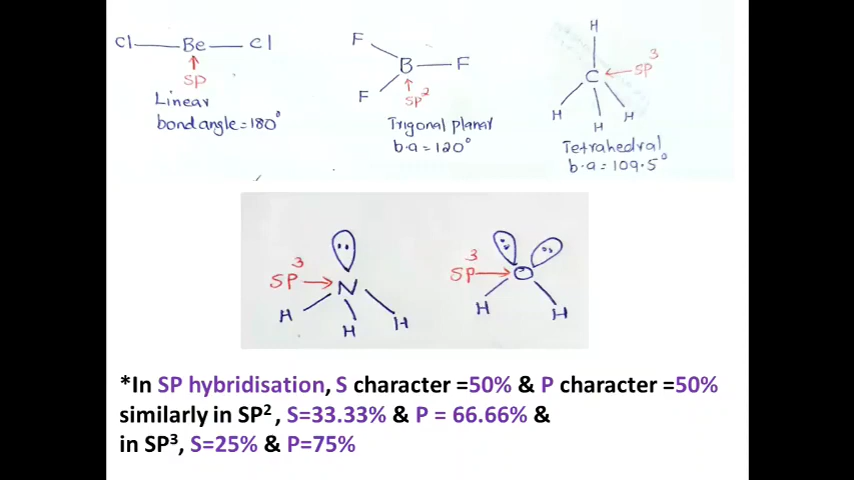 Cl Be Cl
SP
Linear
bond angle = 180°
F
B F
F
SP²
Trigonal planar
b.a = 120°
H
C SP³
H H H
Tetrahedral
b.a = 109.5°
SP³ N
H H H
SP³ O
H H
*In SP hybridisation, S character =50% & P character =50%
similarly in SP² , S=33.33% & P = 66.66% &
in SP³, S=25% & P=75%